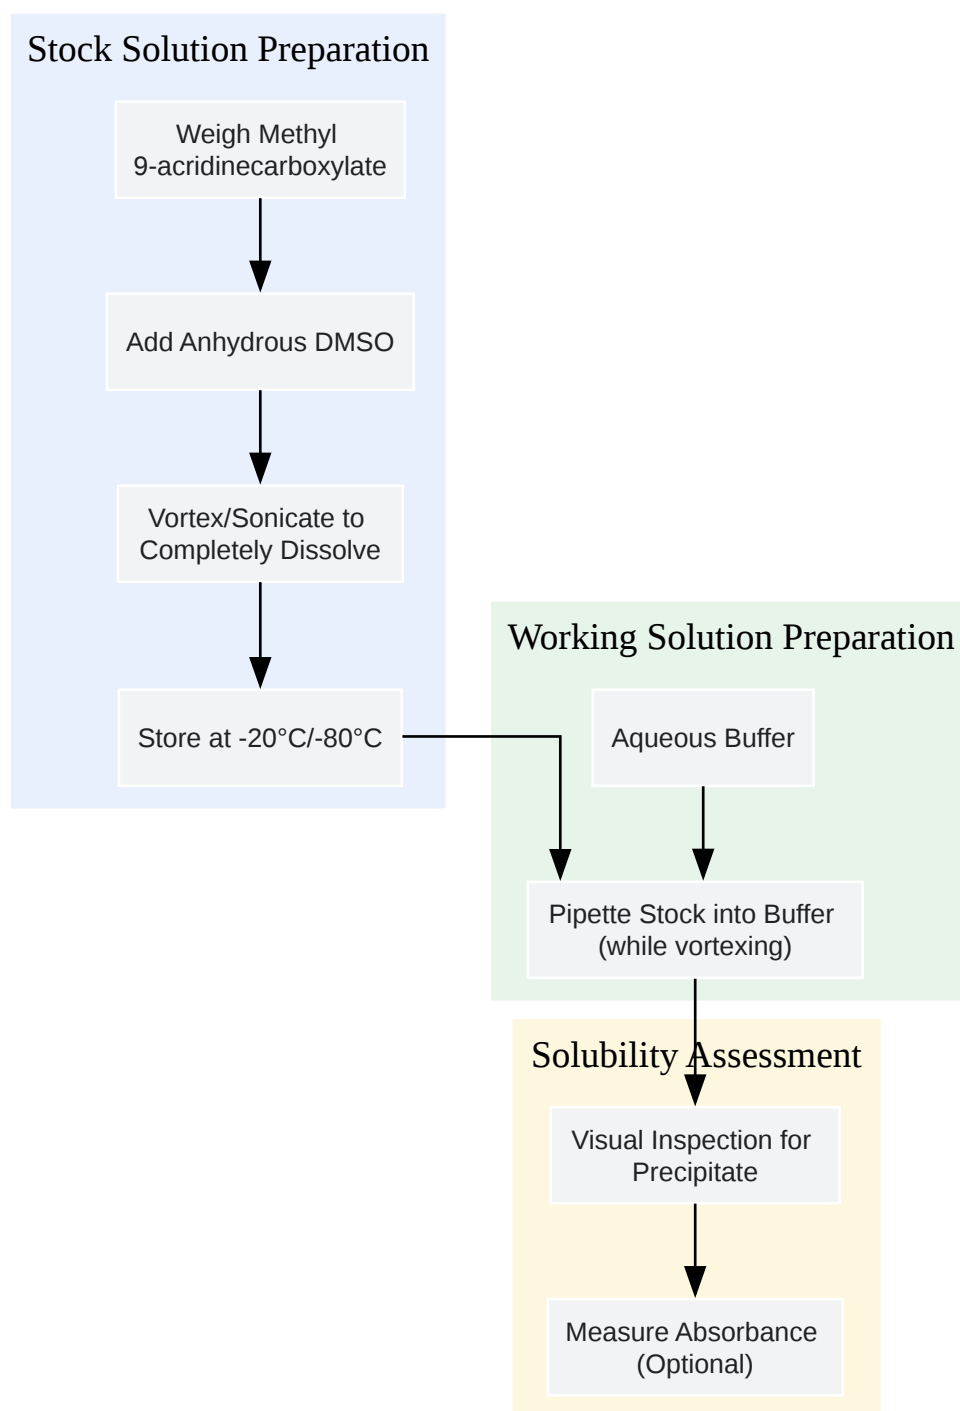 Stock Solution Preparation
Weigh Methyl
9-acridinecarboxylate
Add Anhydrous DMSO
Vortex/Sonicate to
Completely Dissolve
Store at -20°C/-80°C
Working Solution Preparation
Aqueous Buffer
Pipette Stock into Buffer
(while vortexing)
Solubility Assessment
Visual Inspection for
Precipitate
Measure Absorbance
(Optional)